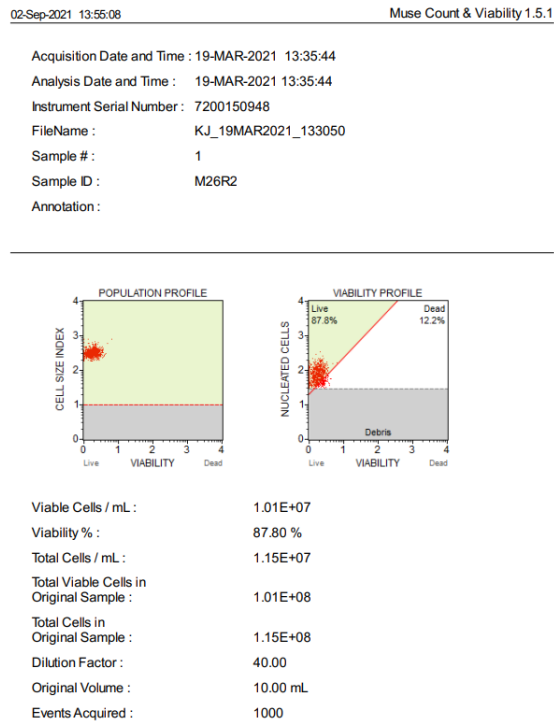 02-Sep-2021 13:55:08 Muse Count & Viability 1.5.1
Acquisition Date and Time : 19-MAR-2021 13:35:44
Analysis Date and Time : 19-MAR-2021 13:35:44
Instrument Serial Number : 7200150948
FileName : KJ_19MAR2021_133050
Sample # : 1
Sample ID : M26R2
Annotation :
POPULATION PROFILE
4
3
2
1
0
CELL SIZE INDEX
0 1 2 3 4
Live VIABILITY Dead
VIABILITY PROFILE
Live Dead
87.8% 12.2%
4
3
2
1
0
NUCLEATED CELLS
Debris
0 1 2 3 4
Live VIABILITY Dead
Viable Cells / mL : 1.01E+07
Viability % : 87.80 %
Total Cells / mL : 1.15E+07
Total Viable Cells in
Original Sample : 1.01E+08
Total Cells in
Original Sample : 1.15E+08
Dilution Factor : 40.00
Original Volume : 10.00 mL
Events Acquired : 1000